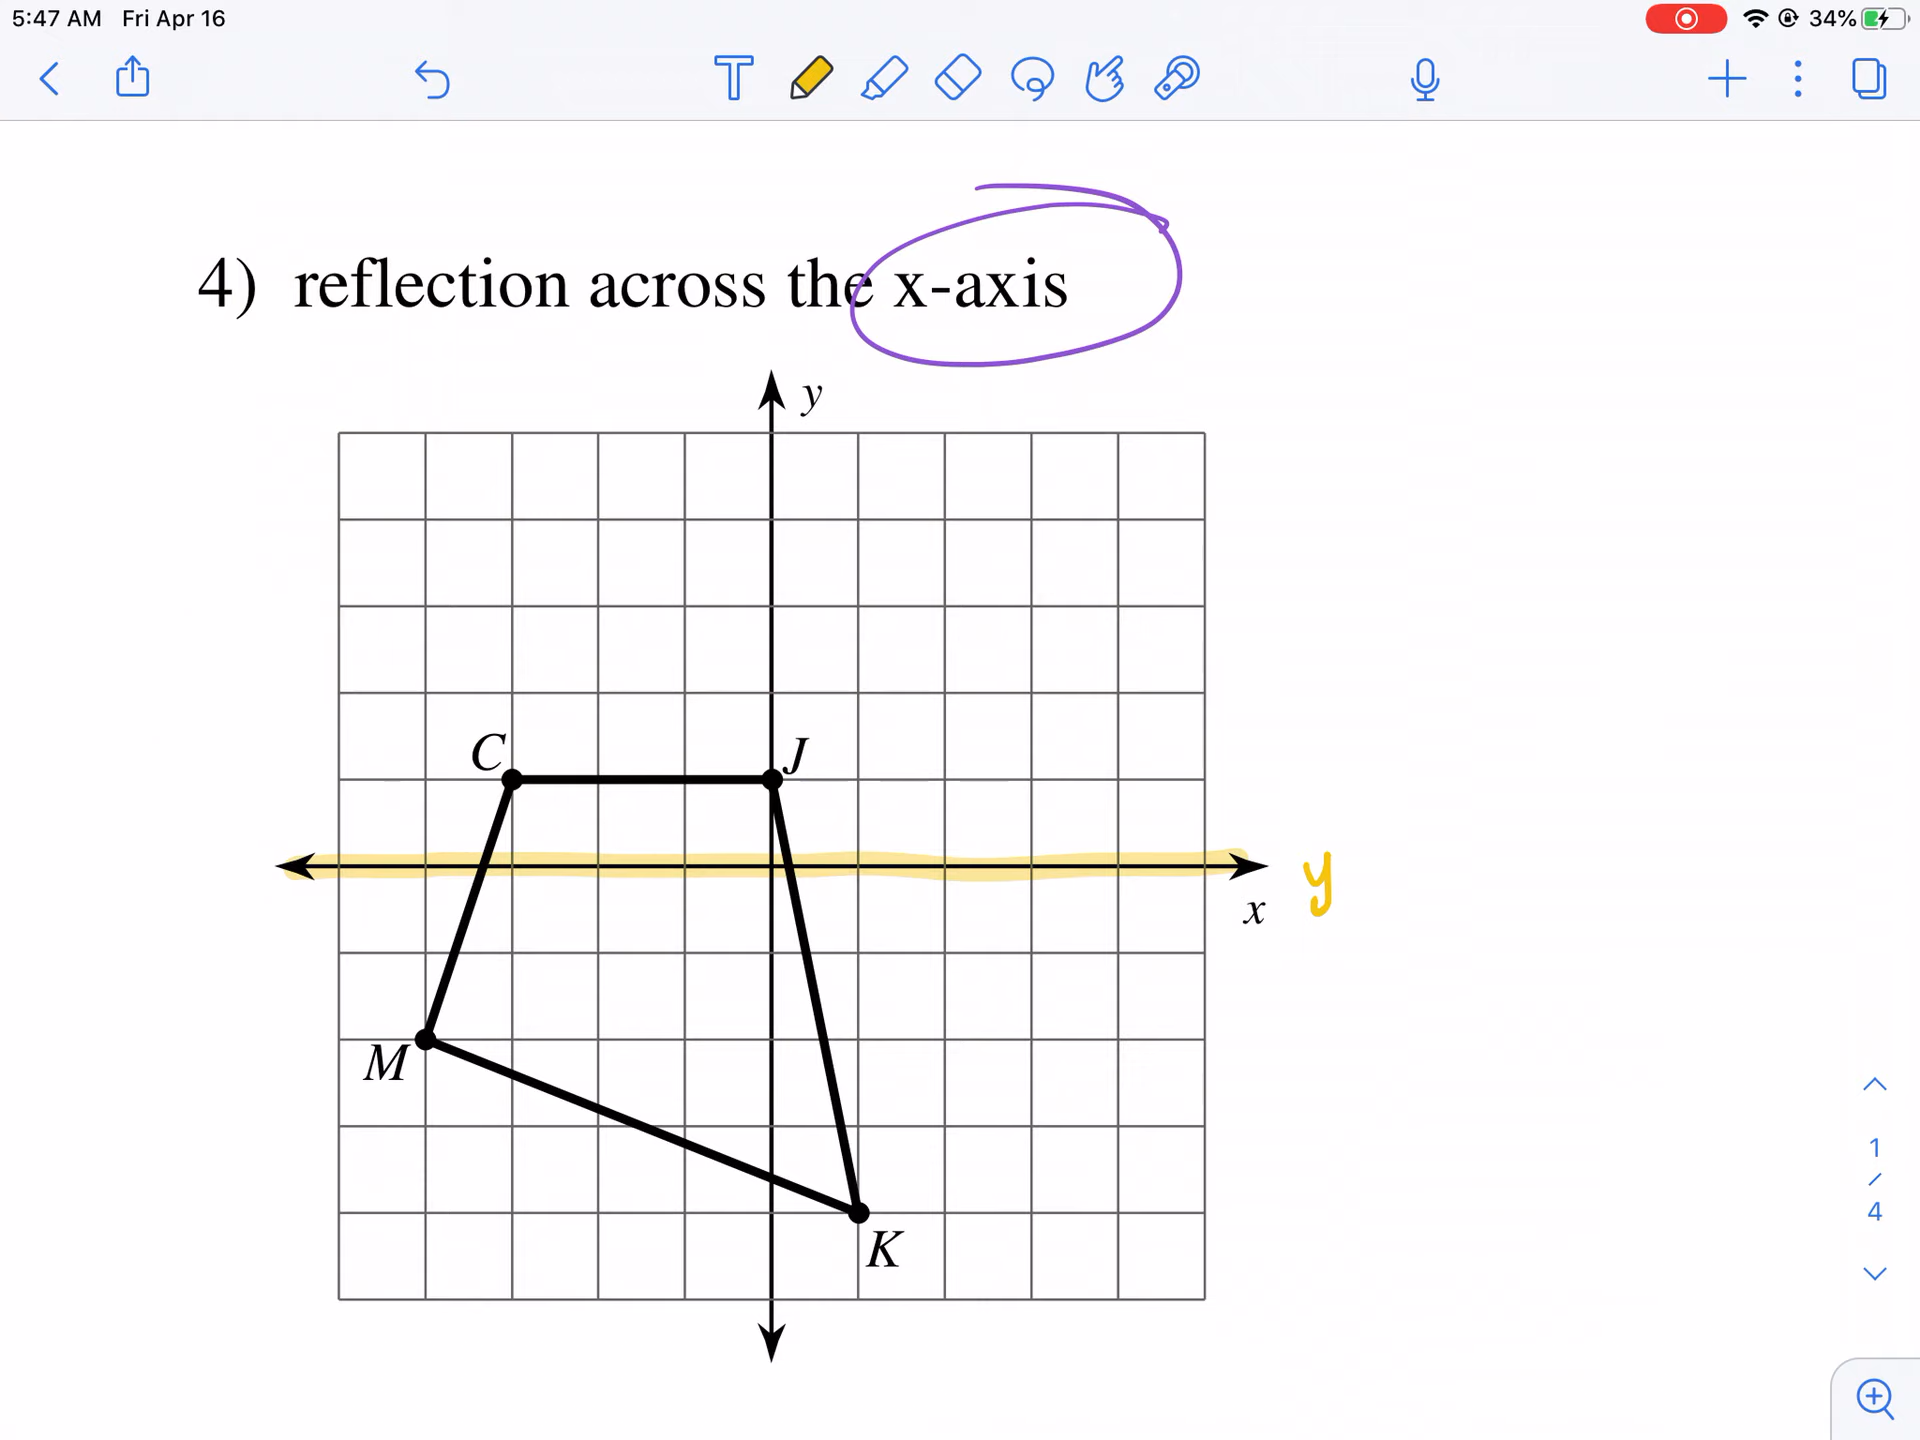 5:47 AM Fri Apr 16
34%
4) reflection across the x-axis
y
C
J
y
x
M
K
1
/
4